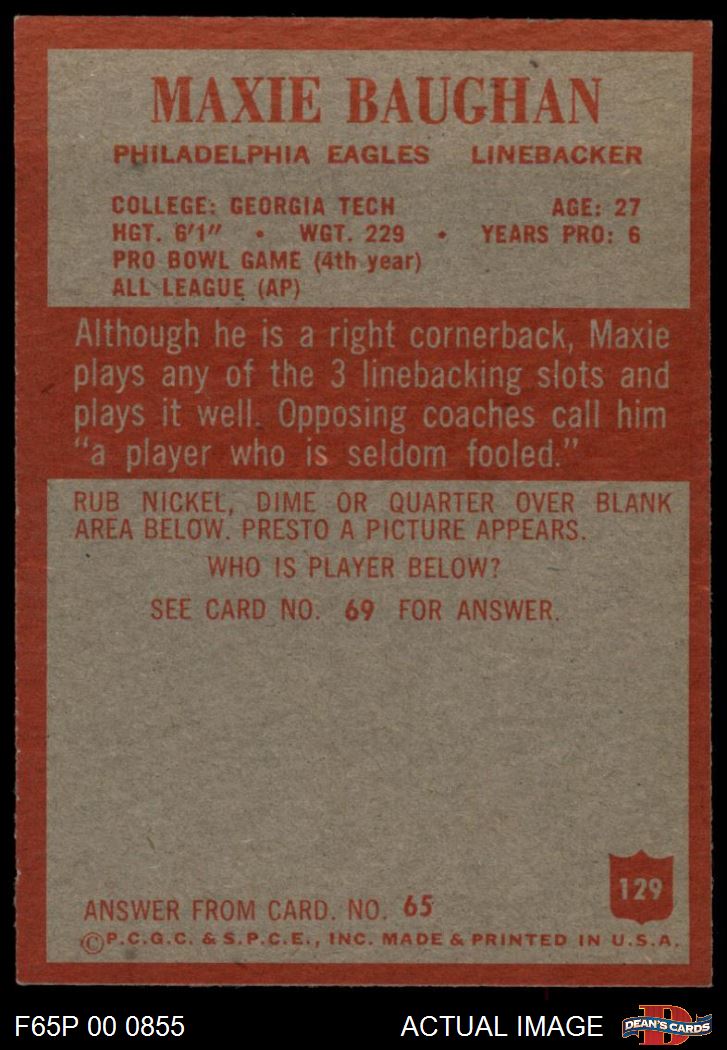 MAXIE BAUGHAN
PHILADELPHIA EAGLES LINEBACKER
COLLEGE: GEORGIA TECH AGE: 27
HGT. 6'1" • WGT. 229 • YEARS PRO: 6
PRO BOWL GAME (4th year)
ALL LEAGUE (AP)
Although he is a right cornerback, Maxie
plays any of the 3 linebacking slots and
plays it well. Opposing coaches call him
"a player who is seldom fooled."
RUB NICKEL, DIME OR QUARTER OVER BLANK
AREA BELOW. PRESTO A PICTURE APPEARS.
WHO IS PLAYER BELOW?
SEE CARD NO. 69 FOR ANSWER.
129
ANSWER FROM CARD. NO. 65
©P.C.G.C. & S.P.C.E., INC. MADE & PRINTED IN U.S.A.
F65P 00 0855 ACTUAL IMAGE D DEAN'S CARDS